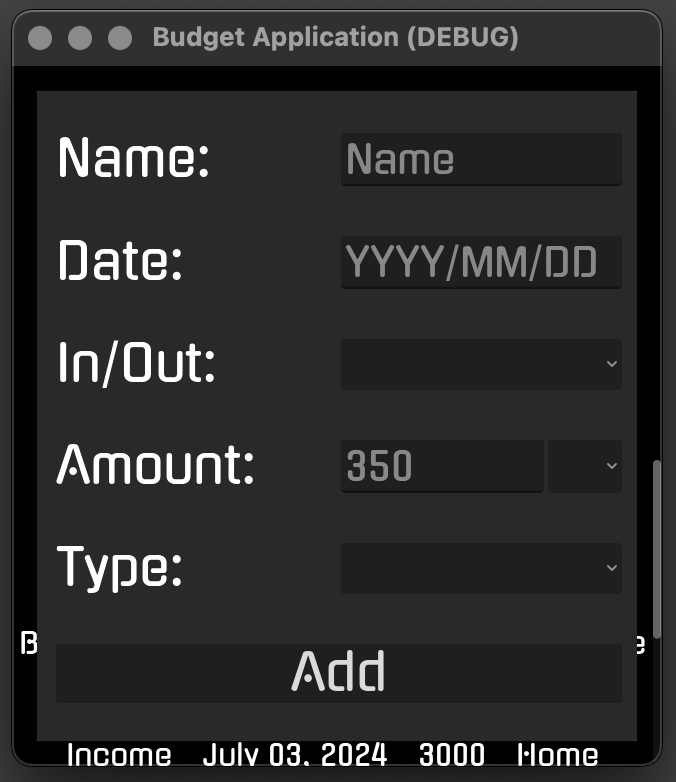 Budget Application (DEBUG)
Name: Name
Date: YYYY/MM/DD
In/Out:
Amount: 350
Type:
Add
Income July 03, 2024 3000 Home